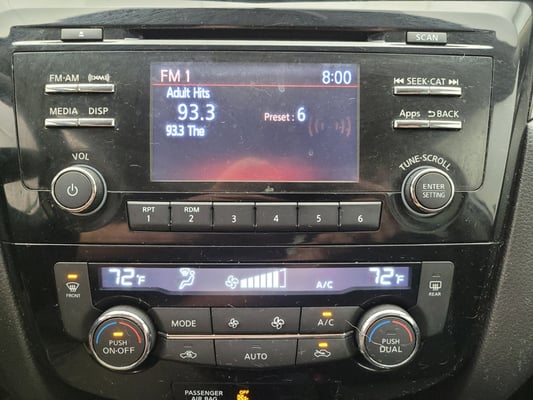 SCAN
FM·AM
MEDIA DISP
FM 1 8:00
Adult Hits
93.3 Preset : 6
93.3 The
SEEK·CAT
Apps BACK
VOL
TUNE·SCROLL
ENTER
SETTING
RPT RDM
1 2 3 4 5 6
72°F A/C 72°F
FRONT
REAR
MODE A/C
PUSH
ON·OFF
AUTO
PUSH
DUAL
PASSENGER
AIR BAG
OFF